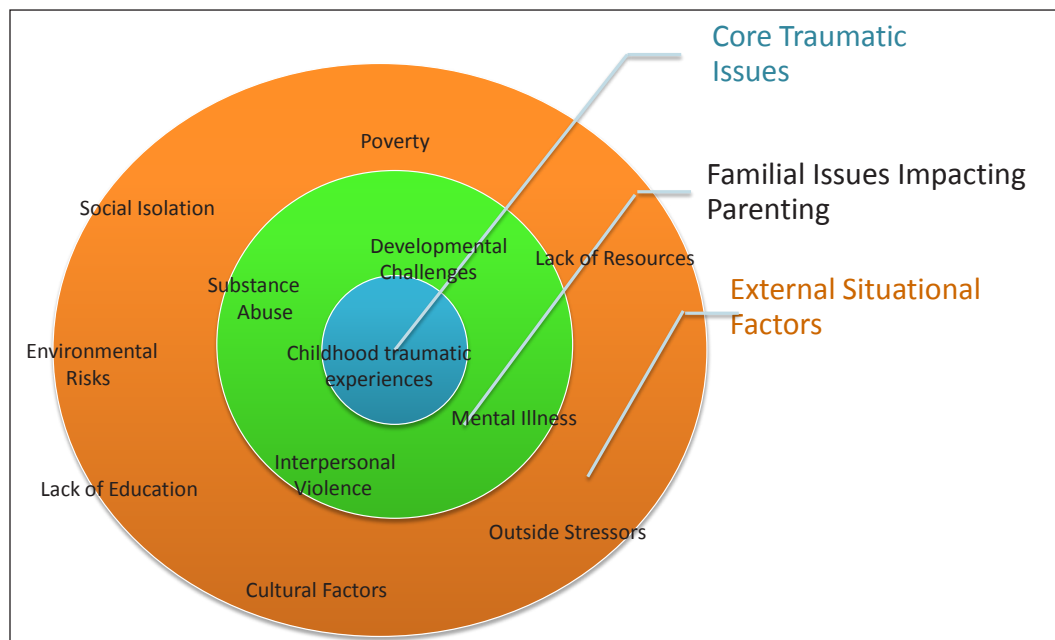 Core Traumatic
Issues
Poverty
Familial Issues Impacting
Parenting
Social Isolation
Developmental
Challenges
Lack of Resources
Substance
Abuse
External Situational
Factors
Environmental
Risks
Childhood traumatic
experiences
Mental Illness
Interpersonal
Violence
Lack of Education
Outside Stressors
Cultural Factors